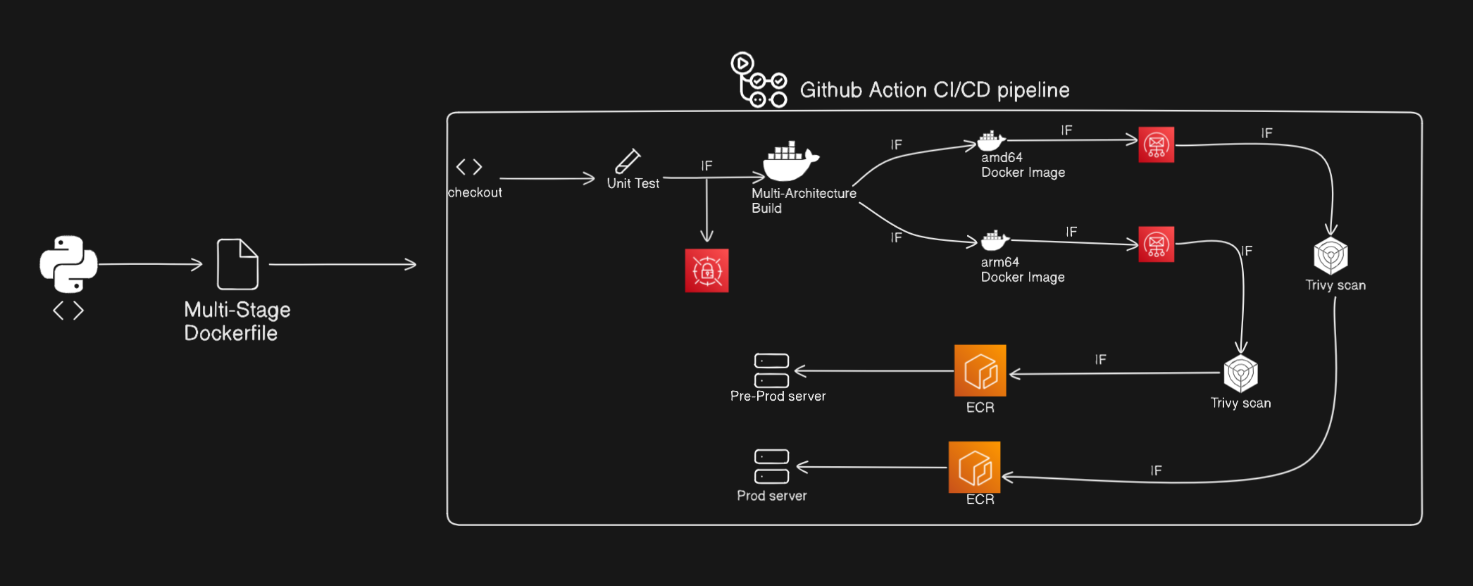 Github Action CI/CD pipeline
IF
IF
IF
amd64
Docker Image
IF
checkout
Unit Test
Multi-Architecture
Build
IF
IF
IF
arm64
Docker Image
Trivy scan
Multi-Stage
Dockerfile
IF
Pre-Prod server
ECR
Trivy scan
IF
Prod server
ECR